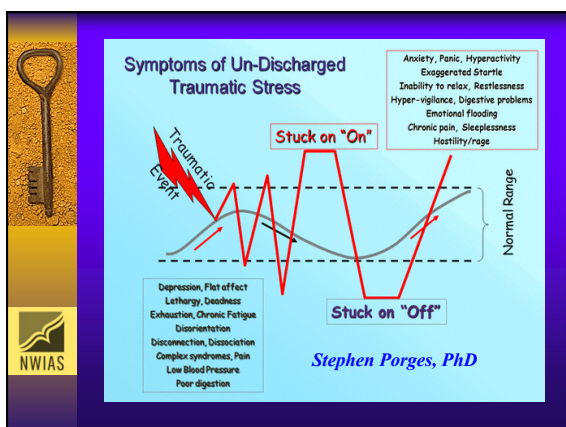 Symptoms of Un-Discharged
Traumatic Stress
Anxiety, Panic, Hyperactivity
Exaggerated Startle
Inability to relax, Restlessness
Hyper-vigilance, Digestive problems
Emotional flooding
Chronic pain, Sleeplessness
Hostility/rage
Traumatic
Event
Stuck on "On"
Normal Range
Depression, Flat affect
Lethargy, Deadness
Exhaustion, Chronic Fatigue
Disorientation
Disconnection, Dissociation
Complex syndromes, Pain
Low Blood Pressure
Poor digestion
Stuck on "Off"
Stephen Porges, PhD
NWIAS